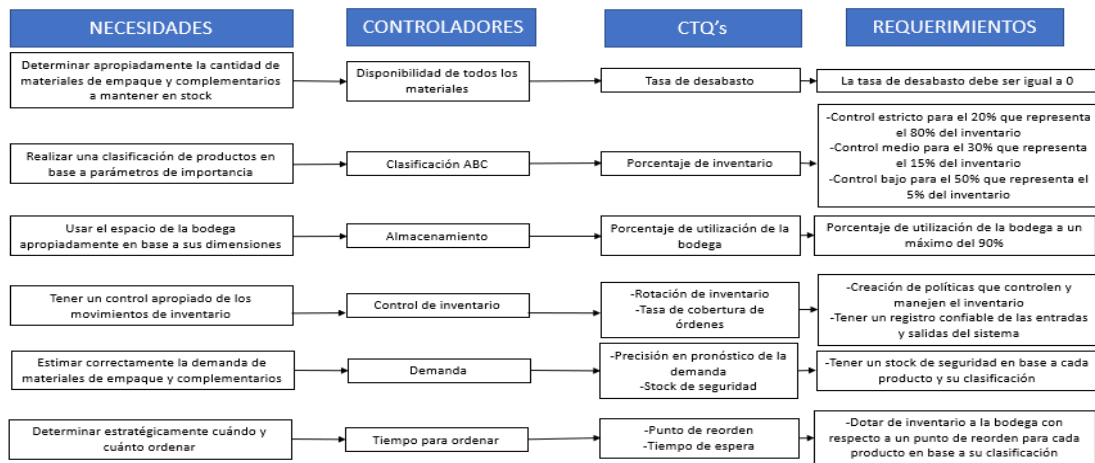 NECESIDADES
CONTROLADORES
CTQ's
REQUERIMIENTOS
Determinar apropiadamente la cantidad de
materiales de empaque y complementarios
a mantener en stock
Disponibilidad de todos los
materiales
Tasa de desabasto
La tasa de desabasto debe ser igual a 0
Realizar una clasificación de productos en
base a parámetros de importancia
Clasificación ABC
Porcentaje de inventario
-Control estricto para el 20% que representa
el 80% del inventario
-Control medio para el 30% que representa
el 15% del inventario
-Control bajo para el 50% que representa el
5% del inventario
Usar el espacio de la bodega
apropiadamente en base a sus dimensiones
Almacenamiento
Porcentaje de utilización de la
bodega
Porcentaje de utilización de la bodega a un
máximo del 90%
Tener un control apropiado de los
movimientos de inventario
Control de inventario
-Rotación de inventario
-Tasa de cobertura de
órdenes
-Creación de políticas que controlen y
manejen el inventario
-Tener un registro confiable de las entradas
y salidas del sistema
Estimar correctamente la demanda de
materiales de empaque y complementarios
Demanda
-Precisión en pronóstico de la
demanda
-Stock de seguridad
-Tener un stock de seguridad en base a cada
producto y su clasificación
Determinar estratégicamente cuándo y
cuánto ordenar
Tiempo para ordenar
-Punto de reorden
-Tiempo de espera
-Dotar de inventario a la bodega con
respecto a un punto de reorden para cada
producto en base a su clasificación